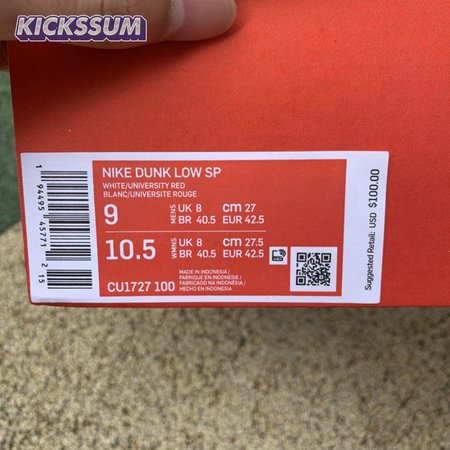 KICKSSUM
NIKE DUNK LOW SP
WHITE/UNIVERSITY RED
BLANC/UNIVERSITE ROUGE
9 MENS UK 8 cm 27
BR 40.5 EUR 42.5
10.5 WMNS UK 8 cm 27.5
BR 40.5 EUR 42.5
MADE IN INDONESIA/
FABRIQUE EN INDONESIE/
FABRICADO NA INDONÉSIA/
HECHO EN INDONESIA
CU1727 100
1 94495 45771 2 15
Suggested Retail: USD $100.00